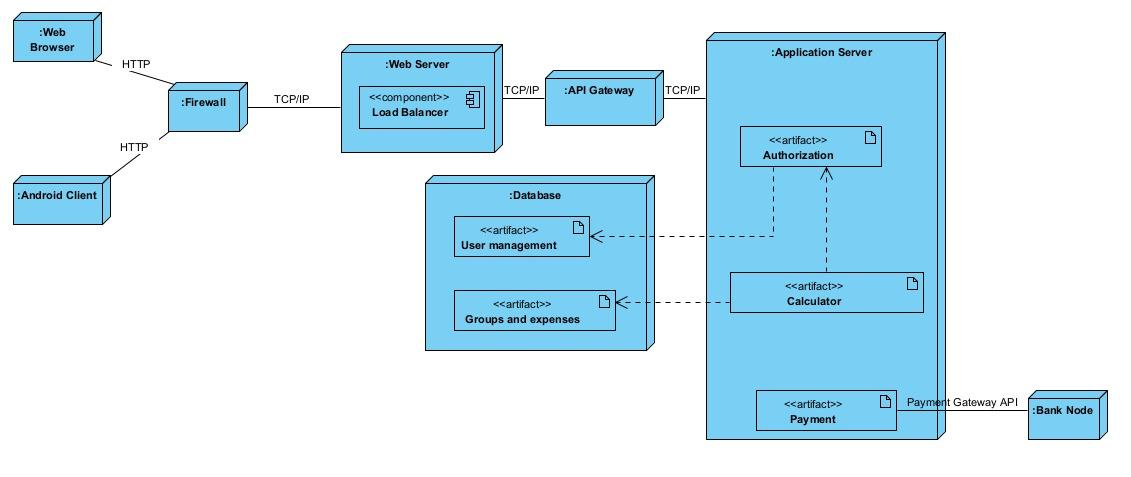 :Web
Browser
HTTP
:Firewall
HTTP
:Android Client
TCP/IP
:Web Server
<<component>>
Load Balancer
TCP/IP
:API Gateway
TCP/IP
:Application Server
<<artifact>>
Authorization
:Database
<<artifact>>
User management
<<artifact>>
Groups and expenses
<<artifact>>
Calculator
<<artifact>>
Payment
Payment Gateway API
:Bank Node